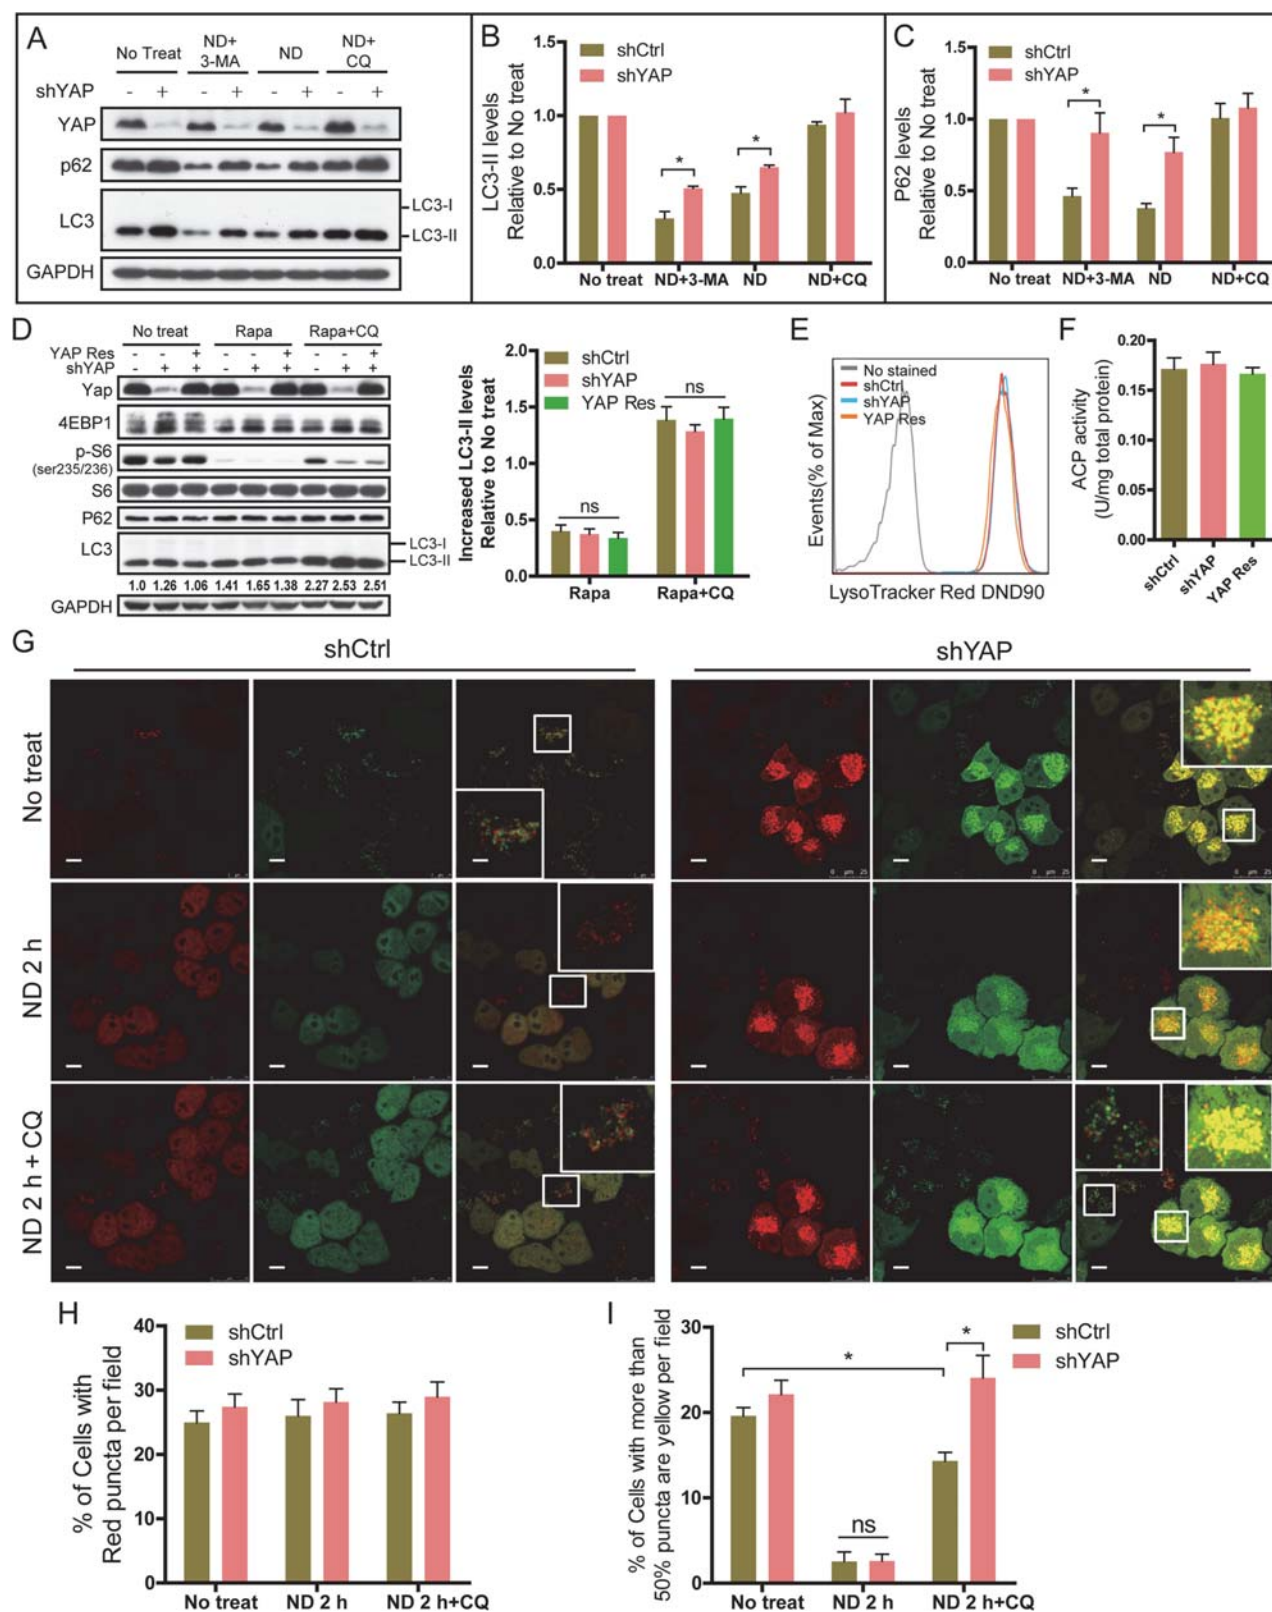 A
No Treat
ND+
3-MA
ND
ND+
CQ
shYAP
- + - + - + - +
YAP
p62
LC3
LC3-I
LC3-II
GAPDH
B
shCtrl
shYAP
LC3-II levels
Relative to No treat
1.5
1.0
0.5
0.0
*
*
No treat
ND+3-MA
ND
ND+CQ
C
shCtrl
shYAP
P62 levels
Relative to No treat
1.5
1.0
0.5
0.0
*
*
No treat
ND+3-MA
ND
ND+CQ
D
No treat
Rapa
Rapa+CQ
YAP Res
- - + - - + - - +
shYAP
- + + - + + - + +
Yap
4EBP1
p-S6
(ser235/236)
S6
P62
LC3
LC3-I
LC3-II
1.0 1.26 1.06 1.41 1.65 1.38 2.27 2.53 2.51
GAPDH
Increased LC3-II levels
Relative to No treat
2.0
1.5
1.0
0.5
0.0
shCtrl
shYAP
YAP Res
ns
ns
Rapa
Rapa+CQ
E
No stained
shCtrl
shYAP
YAP Res
Events(% of Max)
LysoTracker Red DND90
F
ACP activity
(U/mg total protein)
0.20
0.15
0.10
0.05
0.00
shCtrl
shYAP
YAP Res
G
shCtrl
shYAP
No treat
ND 2 h
ND 2 h + CQ
0 µm 25
0 µm 25
H
shCtrl
shYAP
% of Cells with
Red puncta per field
40
30
20
10
0
No treat
ND 2 h
ND 2 h+CQ
I
shCtrl
shYAP
% of Cells with more than
50% puncta are yellow per field
30
20
10
0
*
*
ns
No treat
ND 2 h
ND 2 h+CQ